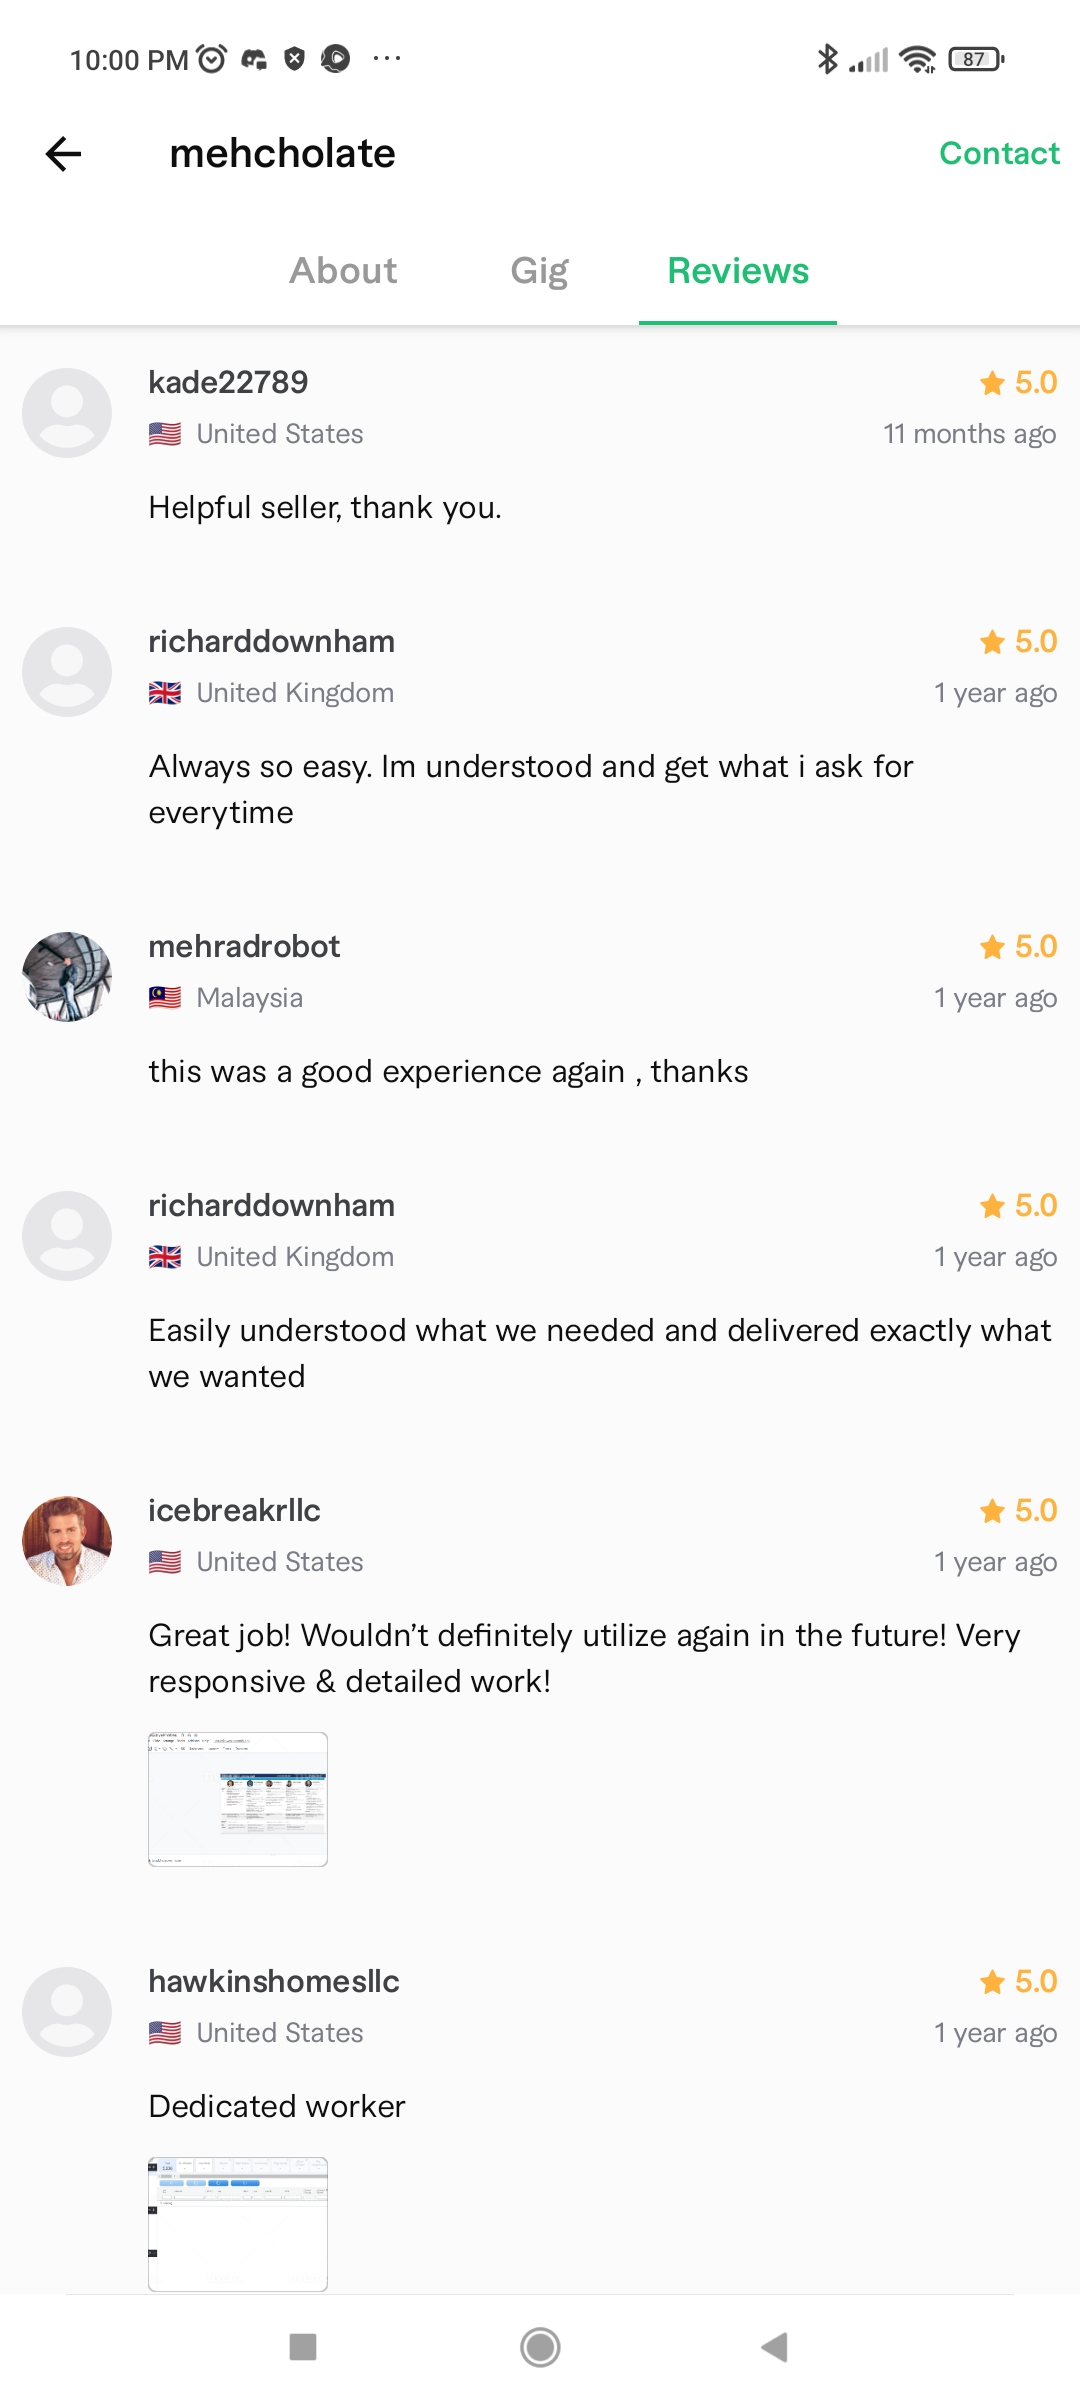 10:00 PM
87
mehcholate
Contact
About
Gig
Reviews
kade22789
5.0
United States
11 months ago
Helpful seller, thank you.
richarddownham
5.0
United Kingdom
1 year ago
Always so easy. Im understood and get what i ask for
everytime
mehradrobot
5.0
Malaysia
1 year ago
this was a good experience again , thanks
richarddownham
5.0
United Kingdom
1 year ago
Easily understood what we needed and delivered exactly what
we wanted
icebreakrllc
5.0
United States
1 year ago
Great job! Wouldn’t definitely utilize again in the future! Very
responsive & detailed work!
hawkinshomesllc
5.0
United States
1 year ago
Dedicated worker